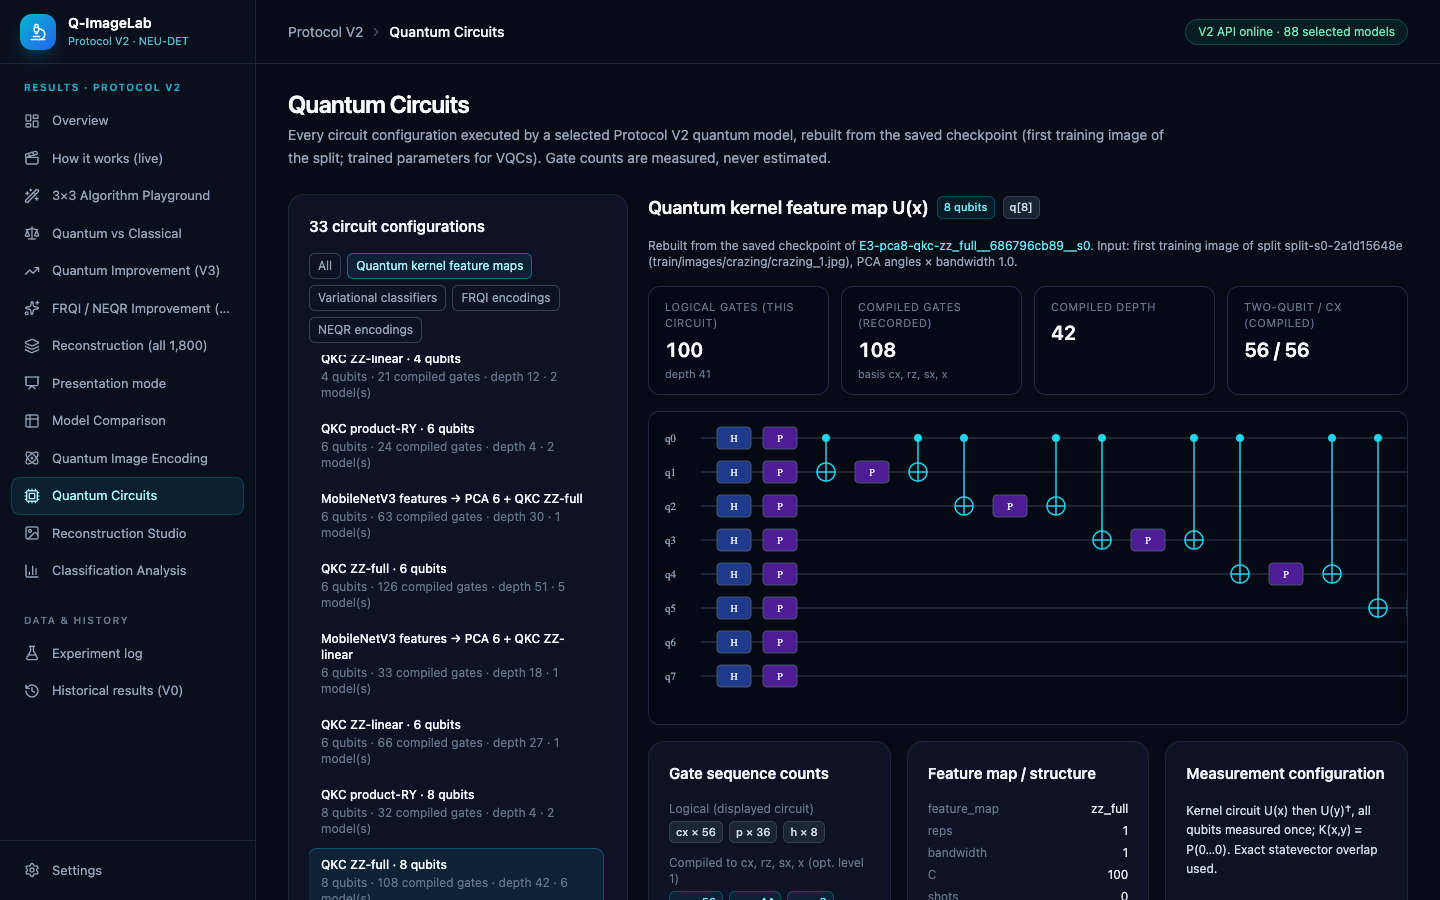 Q-ImageLab
Protocol V2 · NEU-DET
RESULTS · PROTOCOL V2
Overview
How it works (live)
3×3 Algorithm Playground
Quantum vs Classical
Quantum Improvement (V3)
FRQI / NEQR Improvement (...
Reconstruction (all 1,800)
Presentation mode
Model Comparison
Quantum Image Encoding
Quantum Circuits
Reconstruction Studio
Classification Analysis
DATA & HISTORY
Experiment log
Historical results (V0)
Settings
Protocol V2 > Quantum Circuits
V2 API online · 88 selected models
Quantum Circuits
Every circuit configuration executed by a selected Protocol V2 quantum model, rebuilt from the saved checkpoint (first training image of
the split; trained parameters for VQCs). Gate counts are measured, never estimated.
33 circuit configurations
All
Quantum kernel feature maps
Variational classifiers
FRQI encodings
NEQR encodings
QKC ZZ-linear · 4 qubits
4 qubits · 21 compiled gates · depth 12 · 2
model(s)
QKC product-RY · 6 qubits
6 qubits · 24 compiled gates · depth 4 · 2
model(s)
MobileNetV3 features → PCA 6 + QKC ZZ-full
6 qubits · 63 compiled gates · depth 30 · 1
model(s)
QKC ZZ-full · 6 qubits
6 qubits · 126 compiled gates · depth 51 · 5
model(s)
MobileNetV3 features → PCA 6 + QKC ZZ-
linear
6 qubits · 33 compiled gates · depth 18 · 1
model(s)
QKC ZZ-linear · 6 qubits
6 qubits · 66 compiled gates · depth 27 · 1
model(s)
QKC product-RY · 8 qubits
8 qubits · 32 compiled gates · depth 4 · 2
model(s)
QKC ZZ-full · 8 qubits
8 qubits · 108 compiled gates · depth 42 · 6
model(s)
Quantum kernel feature map U(x)
8 qubits
q[8]
Rebuilt from the saved checkpoint of E3-pca8-qkc-zz_full__686796cb89__s0. Input: first training image of split split-s0-2a1d15648e
(train/images/crazing/crazing_1.jpg), PCA angles × bandwidth 1.0.
LOGICAL GATES (THIS
CIRCUIT)
100
depth 41
COMPILED GATES
(RECORDED)
108
basis cx, rz, sx, x
COMPILED DEPTH
42
TWO-QUBIT / CX
(COMPILED)
56 / 56
q0 H P
q1 H P P
q2 H P P
q3 H P P
q4 H P P
q5 H P
q6 H P
q7 H P
Gate sequence counts
Logical (displayed circuit)
cx × 56 p × 36 h × 8
Compiled to cx, rz, sx, x (opt. level
1)
Feature map / structure
feature_map zz_full
reps 1
bandwidth 1
C 100
shots 0
Measurement configuration
Kernel circuit U(x) then U(y)†, all
qubits measured once; K(x,y) =
P(0…0). Exact statevector overlap
used.